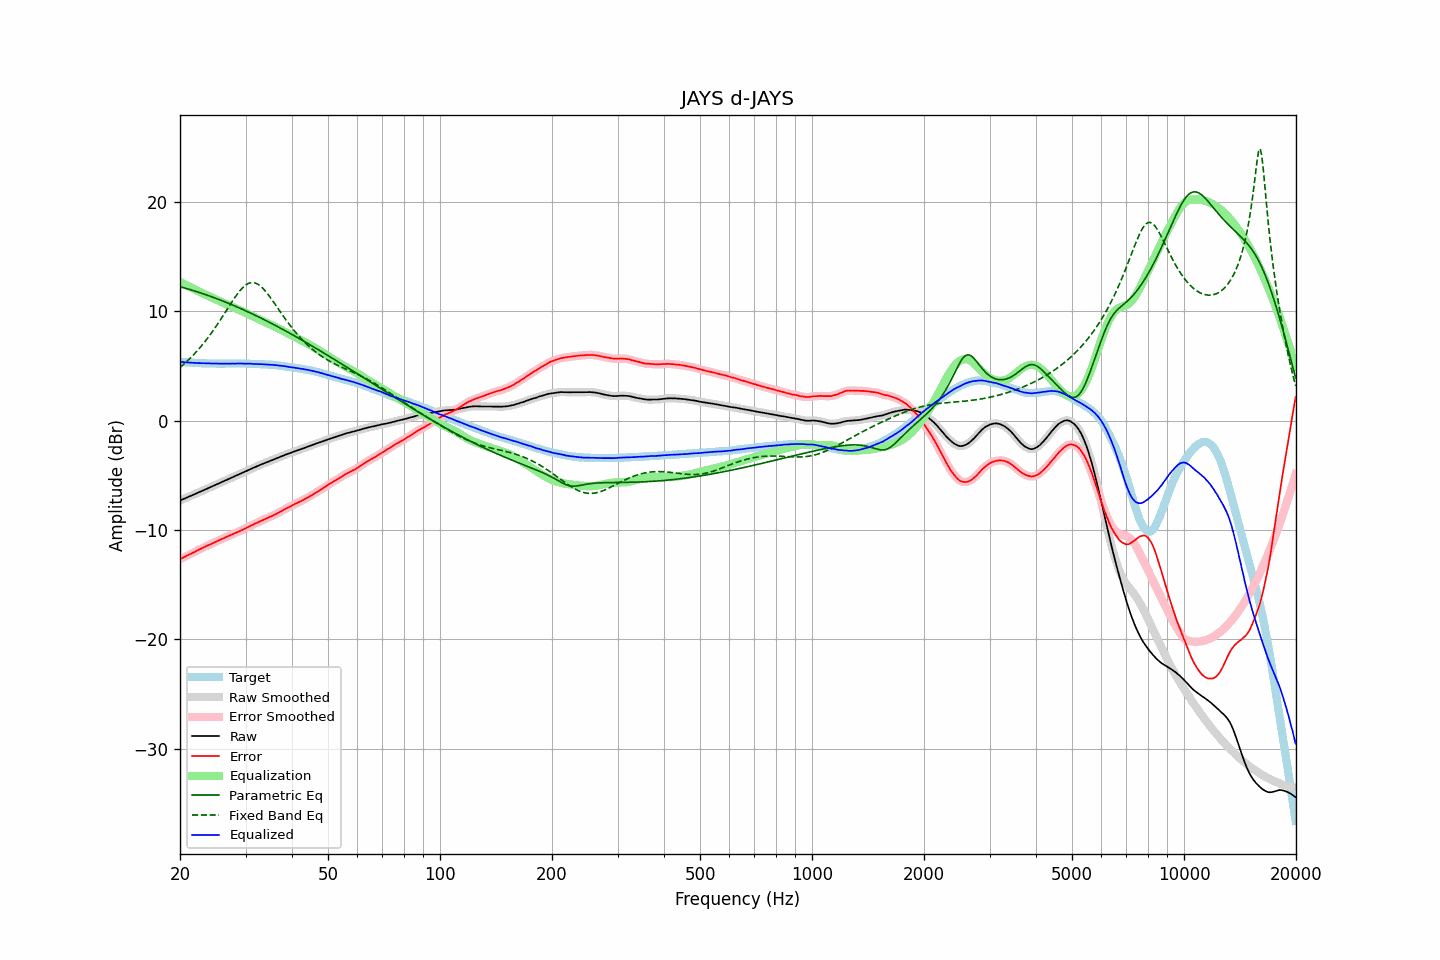 JAYS d-JAYS
Amplitude (dBr)
20
10
0
−10
−20
−30
Target
Raw Smoothed
Error Smoothed
Raw
Error
Equalization
Parametric Eq
Fixed Band Eq
Equalized
20 50 100 200 500 1000 2000 5000 10000 20000
Frequency (Hz)